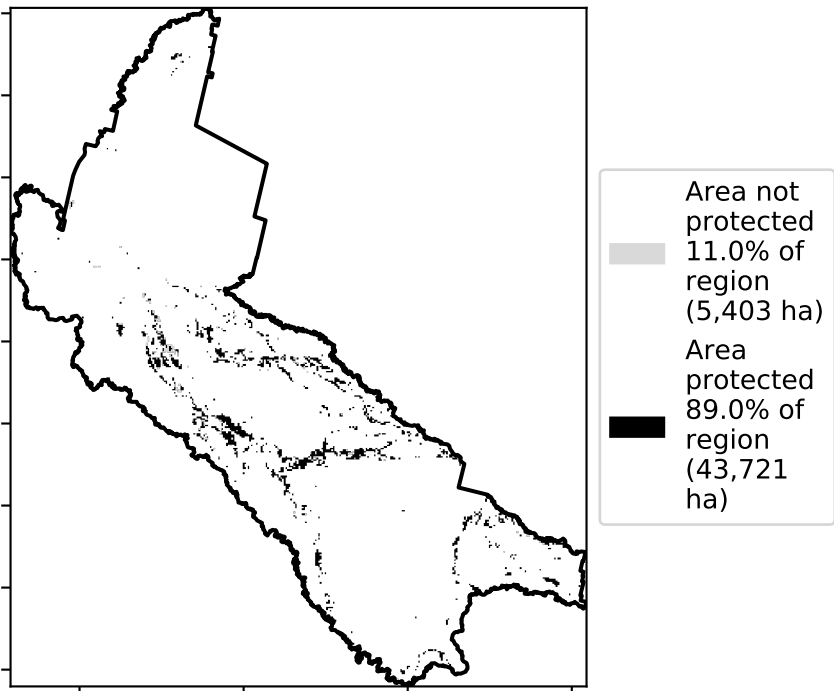 Area not
protected
11.0% of
region
(5,403 ha)
Area
protected
89.0% of
region
(43,721
ha)